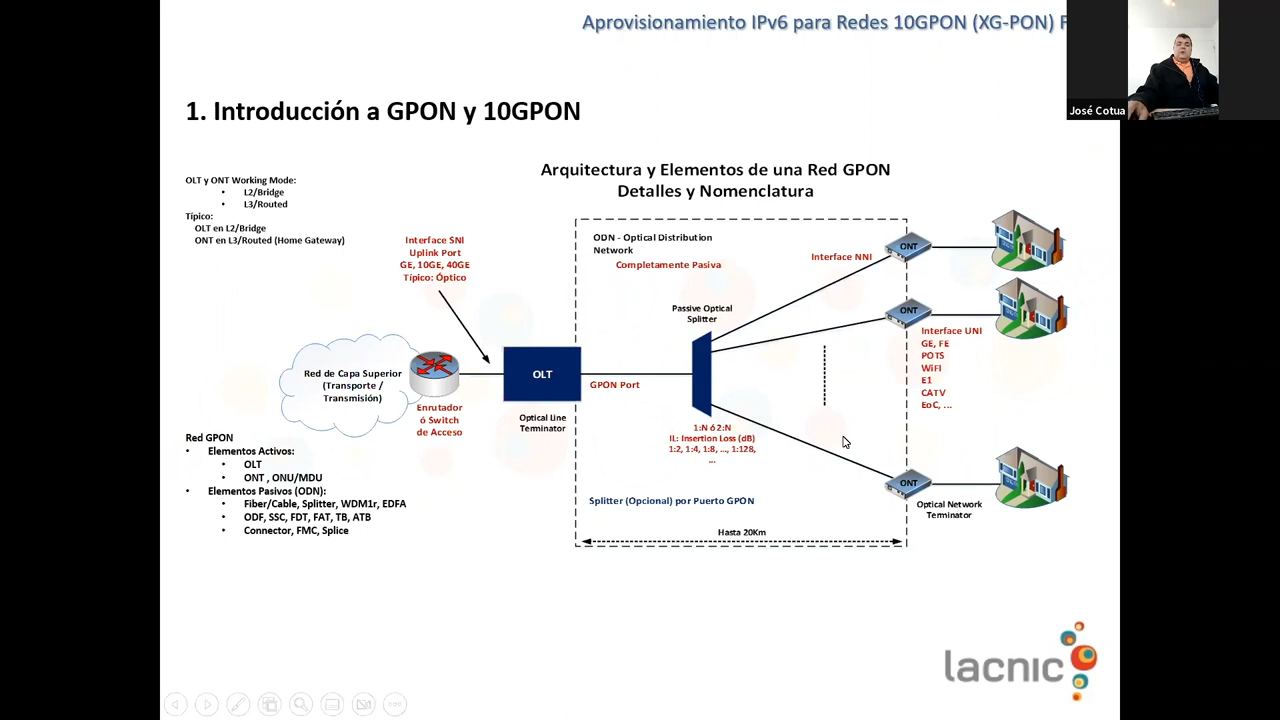 Aprovisionamiento IPv6 para Redes 10GPON (XG-PON)
José Cotua
1. Introducción a GPON y 10GPON
Arquitectura y Elementos de una Red GPON
Detalles y Nomenclatura
OLT y ONT Working Mode:
• L2/Bridge
• L3/Routed
Típico:
OLT en L2/Bridge
ONT en L3/Routed (Home Gateway)
Interface SNI
Uplink Port
GE, 10GE, 40GE
Típico: Óptico
ODN - Optical Distribution
Network
Completamente Pasiva
Interface NNI
ONT
Passive Optical
Splitter
ONT
Interface UNI
GE, FE
POTS
WiFI
E1
CATV
EoC, ...
Red de Capa Superior
(Transporte /
Transmisión)
Enrutador
ó Switch
de Acceso
OLT
Optical Line
Terminator
GPON Port
1:N ó 2:N
IL: Insertion Loss (dB)
1:2, 1:4, 1:8, ..., 1:128,
...
ONT
Optical Network
Terminator
Splitter (Opcional) por Puerto GPON
Hasta 20Km
Red GPON
• Elementos Activos:
• OLT
• ONT , ONU/MDU
• Elementos Pasivos (ODN):
• Fiber/Cable, Splitter, WDM1r, EDFA
• ODF, SSC, FDT, FAT, TB, ATB
• Connector, FMC, Splice
lacnic